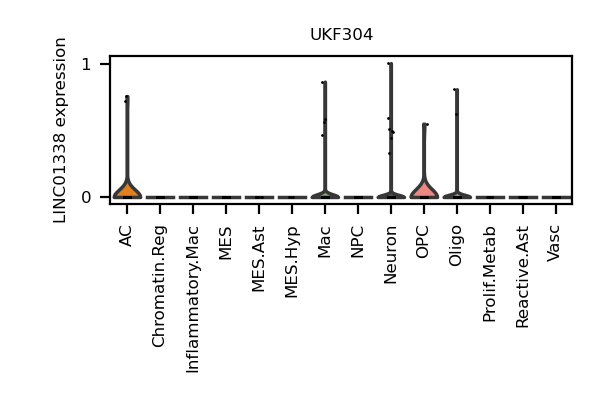 UKF304
LINC01338 expression
1
0
AC
Chromatin.Reg
Inflammatory.Mac
MES
MES.Ast
MES.Hyp
Mac
NPC
Neuron
OPC
Oligo
Prolif.Metab
Reactive.Ast
Vasc